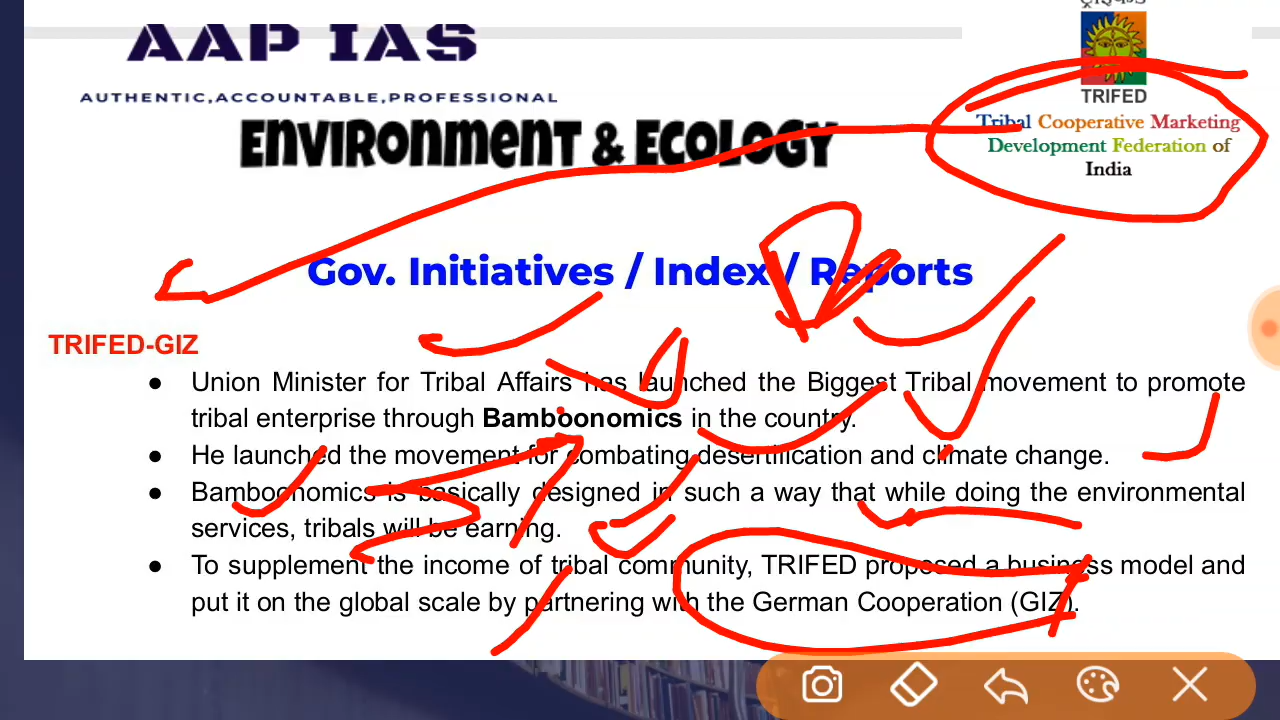 AAP IAS
AUTHENTIC,ACCOUNTABLE,PROFESSIONAL
TRIFED
Tribal Cooperative Marketing
Development Federation of
India
ENVIRONMENT & ECOLOGY
Gov. Initiatives / Index / Reports
TRIFED-GIZ
● Union Minister for Tribal Affairs has launched the Biggest Tribal movement to promote
tribal enterprise through Bamboonomics in the country.
● He launched the movement for combating desertification and climate change.
● Bamboonomics is basically designed in such a way that while doing the environmental
services, tribals will be earning.
● To supplement the income of tribal community, TRIFED proposed a business model and
put it on the global scale by partnering with the German Cooperation (GIZ).